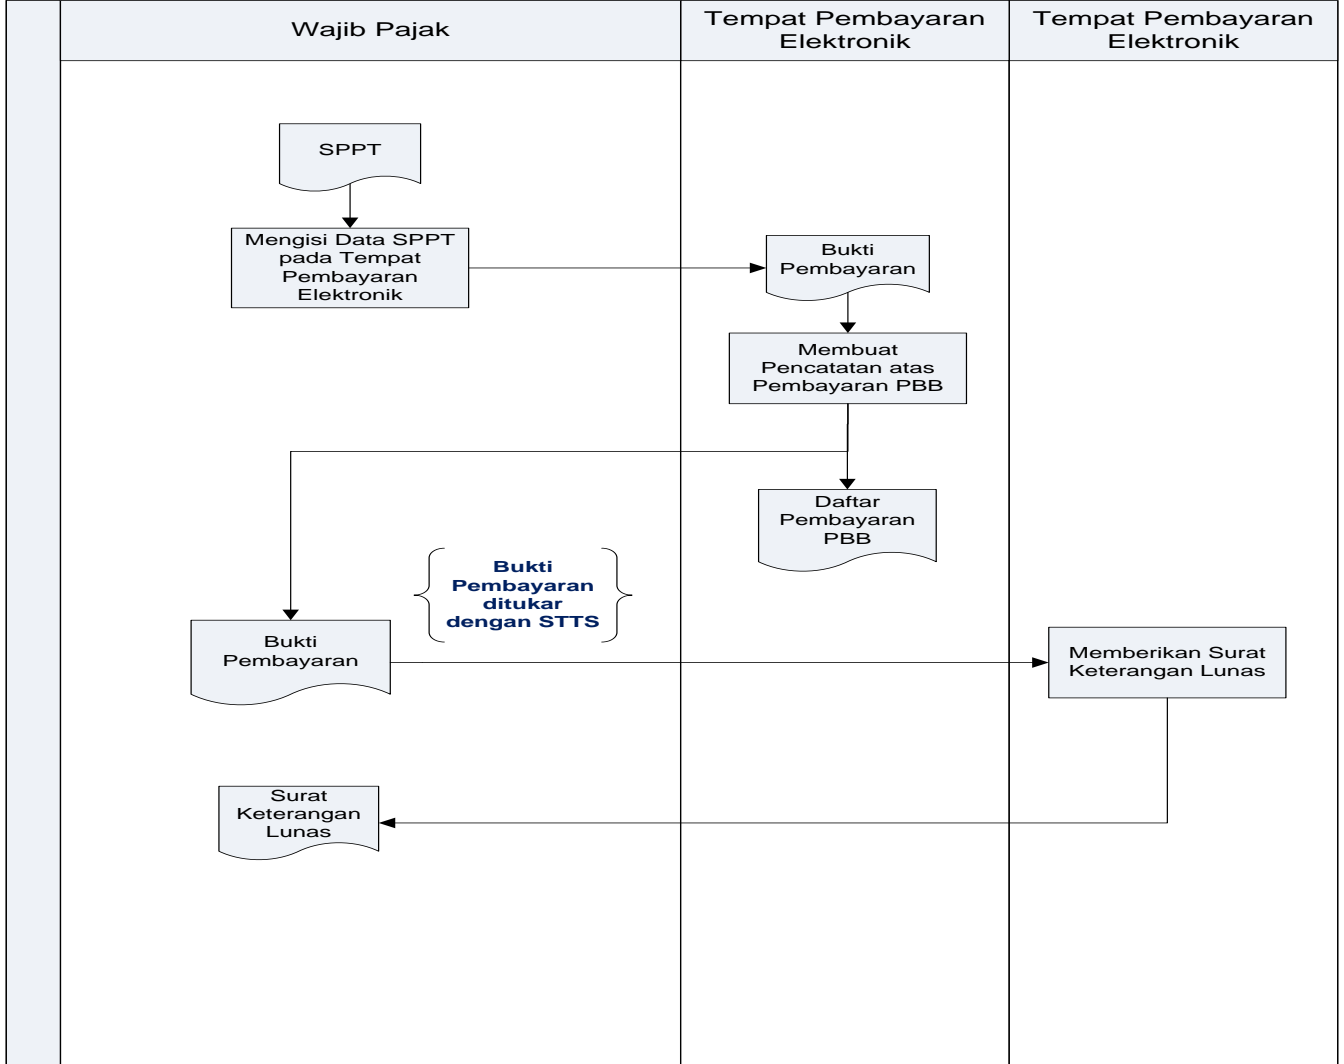 Wajib Pajak
Tempat Pembayaran
Elektronik
Tempat Pembayaran
Elektronik
SPPT
Mengisi Data SPPT
pada Tempat
Pembayaran
Elektronik
Bukti
Pembayaran
Membuat
Pencatatan atas
Pembayaran PBB
Daftar
Pembayaran
PBB
Bukti
Pembayaran
ditukar
dengan STTS
Bukti
Pembayaran
Memberikan Surat
Keterangan Lunas
Surat
Keterangan
Lunas